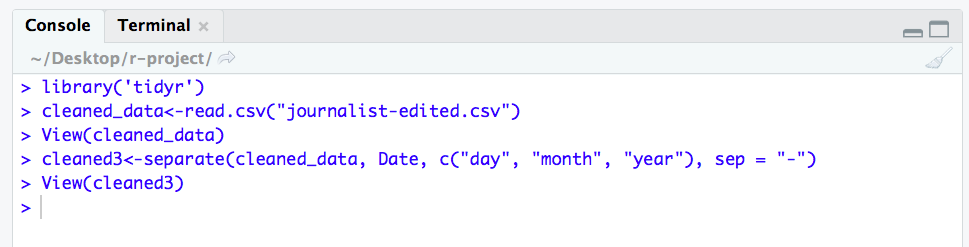 Console Terminal ×
~/Desktop/r-project/
> library('tidyr')
> cleaned_data<-read.csv("journalist-edited.csv")
> View(cleaned_data)
> cleaned3<-separate(cleaned_data, Date, c("day", "month", "year"), sep = "-")
> View(cleaned3)
>